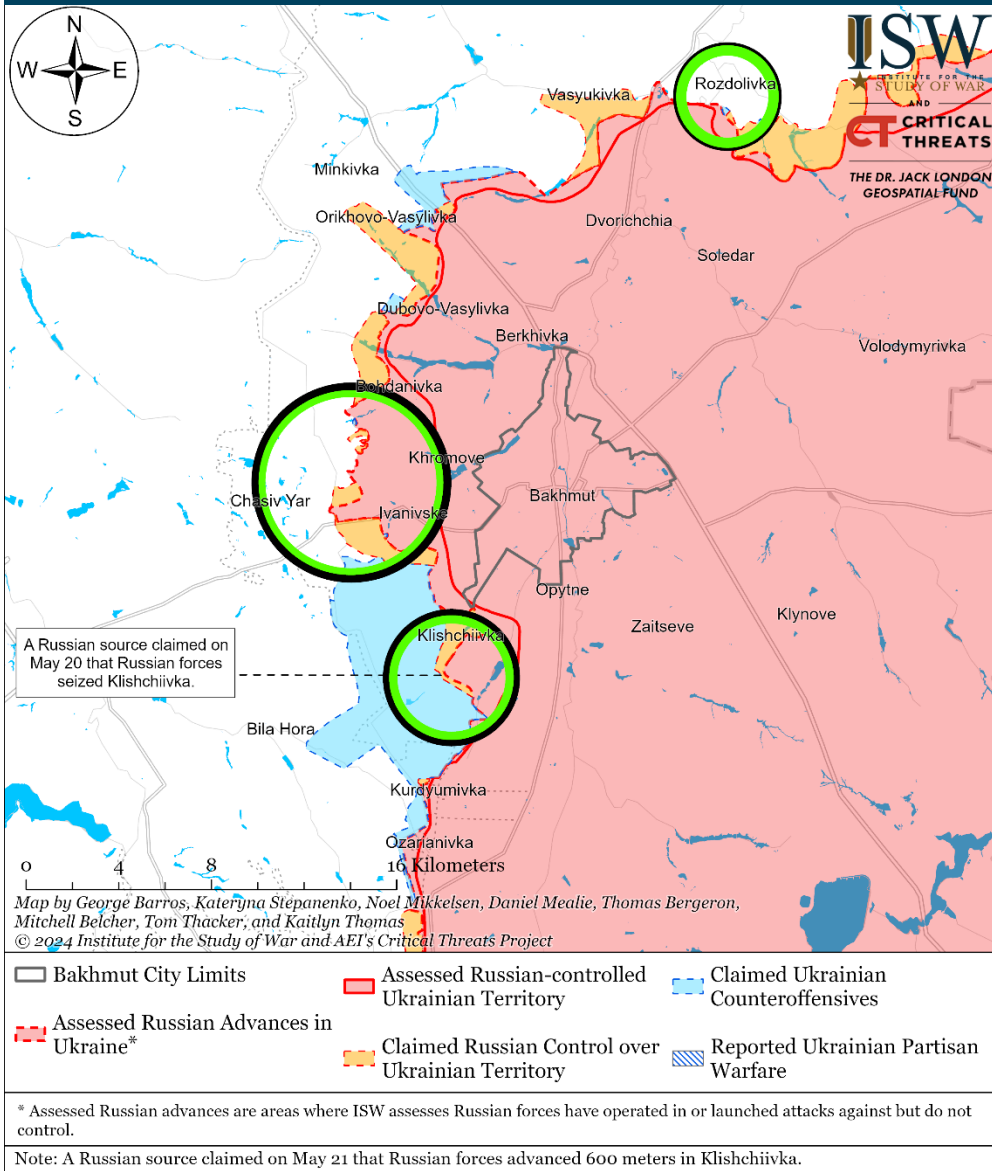 N
W
E
S
ISW
INSTITUTE FOR THE
STUDY OF WAR
AND
CT CRITICAL
THREATS
THE DR. JACK LONDON
GEOSPATIAL FUND
Rozdolivka
Vasyukivka
Minkivka
Orikhovo-Vasylivka
Dvorichchia
Soledar
Dubovo-Vasylivka
Berkhivka
Volodymyrivka
Bohdanivka
Khromove
Chasiv Yar
Bakhmut
Ivanivske
Opytne
Klishchiivka
Zaitseve
Klynove
A Russian source claimed on
May 20 that Russian forces
seized Klishchiivka.
Bila Hora
Kurdyumivka
Ozarianivka
0 4 8 16 Kilometers
Map by George Barros, Kateryna Stepanenko, Noel Mikkelsen, Daniel Mealie, Thomas Bergeron,
Mitchell Belcher, Tom Thacker, and Kaitlyn Thomas
© 2024 Institute for the Study of War and AEI's Critical Threats Project
Bakhmut City Limits
Assessed Russian Advances in
Ukraine*
Assessed Russian-controlled
Ukrainian Territory
Claimed Russian Control over
Ukrainian Territory
Claimed Ukrainian
Counteroffensives
Reported Ukrainian Partisan
Warfare
* Assessed Russian advances are areas where ISW assesses Russian forces have operated in or launched attacks against but do not
control.
Note: A Russian source claimed on May 21 that Russian forces advanced 600 meters in Klishchiivka.